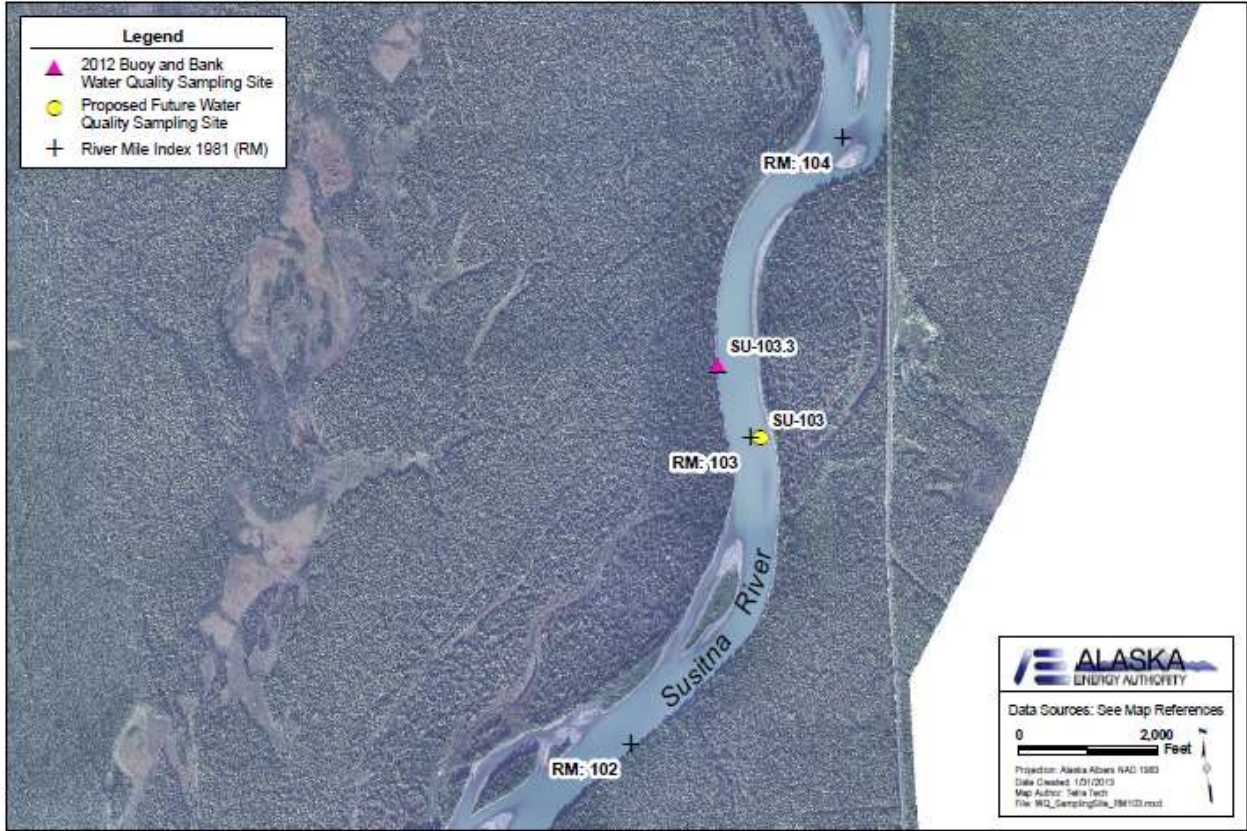 Legend
2012 Buoy and Bank
Water Quality Sampling Site
Proposed Future Water
Quality Sampling Site
River Mile Index 1981 (RM)
RM: 104
SU-103.3
SU-103
RM: 103
Susitna River
RM: 102
ALASKA
ENERGY AUTHORITY
Data Sources: See Map References
0 2,000
Feet
Projection: Alaska Albers NAD 1983
Date Created: 1/31/2013
Map Author: Tetra Tech
File: WQ_SamplingSite_RM103.mxd